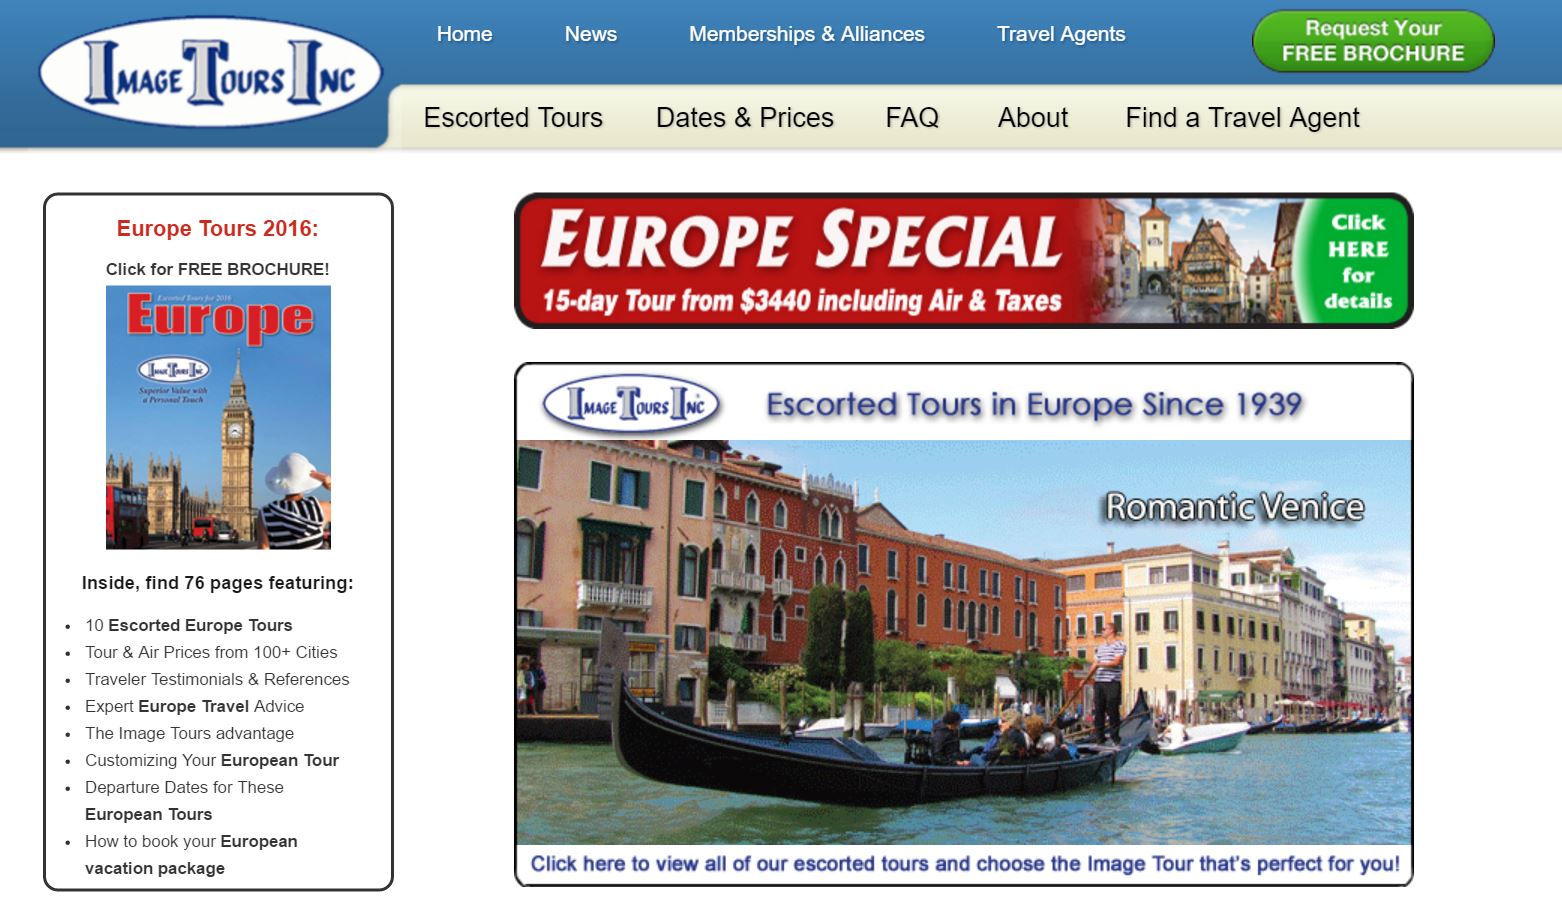 IMAGE TOURS INC
Home News Memberships & Alliances Travel Agents
Request Your
FREE BROCHURE
Escorted Tours Dates & Prices FAQ About Find a Travel Agent
Europe Tours 2016:
Click for FREE BROCHURE!
Escorted Tours for 2016
Europe
IMAGE TOURS INC
Superior Value with
a Personal Touch
Inside, find 76 pages featuring:
10 Escorted Europe Tours
Tour & Air Prices from 100+ Cities
Traveler Testimonials & References
Expert Europe Travel Advice
The Image Tours advantage
Customizing Your European Tour
Departure Dates for These
European Tours
How to book your European
vacation package
EUROPE SPECIAL
15-day Tour from $3440 including Air & Taxes
Click
HERE
for
details
IMAGE TOURS INC
Escorted Tours in Europe Since 1939
Romantic Venice
Click here to view all of our escorted tours and choose the Image Tour that's perfect for you!